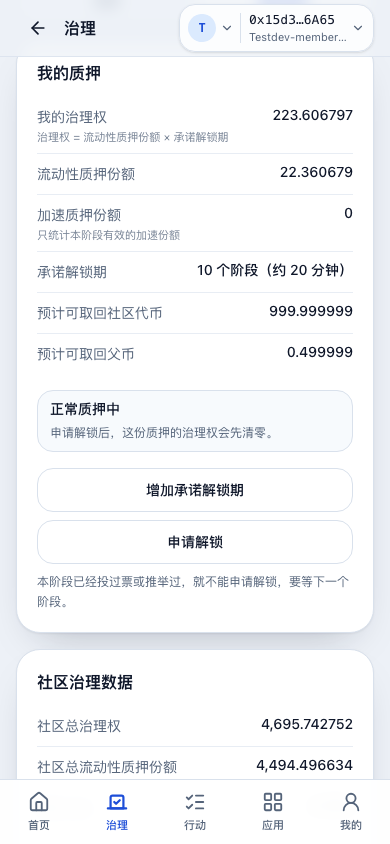 治理
T
0x15d3…6A65
Testdev-member...
我的质押
我的治理权
223.606797
治理权 = 流动性质押份额 × 承诺解锁期
流动性质押份额
22.360679
加速质押份额
0
只统计本阶段有效的加速份额
承诺解锁期
10 个阶段（约 20 分钟）
预计可取回社区代币
999.999999
预计可取回父币
0.499999
正常质押中
申请解锁后，这份质押的治理权会先清零。
增加承诺解锁期
申请解锁
本阶段已经投过票或推举过，就不能申请解锁，要等下一个
阶段。
社区治理数据
社区总治理权
4,695.742752
社区总流动性质押份额
4,494.496634
首页
治理
行动
应用
我的